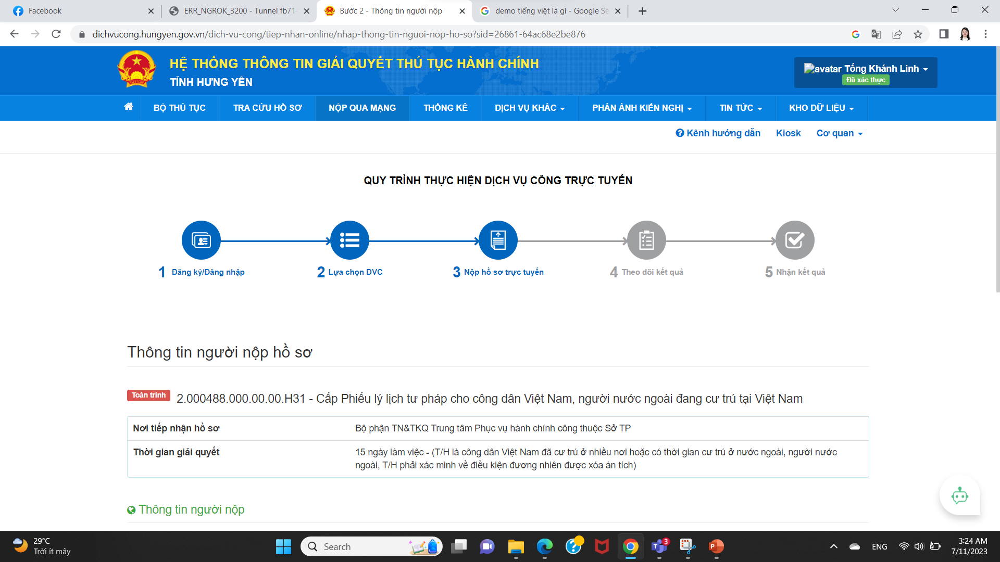 Facebook
ERR_NGROK_3200 - Tunnel fb71-
Bước 2 - Thông tin người nộp
demo tiếng việt là gì - Google Se
dichvucong.hungyen.gov.vn/dich-vu-cong/tiep-nhan-online/nhap-thong-tin-nguoi-nop-ho-so?sid=26861-64ac68e2be876
HỆ THỐNG THÔNG TIN GIẢI QUYẾT THỦ TỤC HÀNH CHÍNH
TỈNH HƯNG YÊN
avatar Tống Khánh Linh
Đã xác thực
BỘ THỦ TỤC
TRA CỨU HỒ SƠ
NỘP QUA MẠNG
THỐNG KÊ
DỊCH VỤ KHÁC
PHẢN ÁNH KIẾN NGHỊ
TIN TỨC
KHO DỮ LIỆU
Kênh hướng dẫn
Kiosk
Cơ quan
QUY TRÌNH THỰC HIỆN DỊCH VỤ CÔNG TRỰC TUYẾN
1 Đăng ký/Đăng nhập
2 Lựa chọn DVC
3 Nộp hồ sơ trực tuyến
4 Theo dõi kết quả
5 Nhận kết quả
Thông tin người nộp hồ sơ
Toàn trình 2.000488.000.00.00.H31 - Cấp Phiếu lý lịch tư pháp cho công dân Việt Nam, người nước ngoài đang cư trú tại Việt Nam
Nơi tiếp nhận hồ sơ
Bộ phận TN&TKQ Trung tâm Phục vụ hành chính công thuộc Sở TP
Thời gian giải quyết
15 ngày làm việc - (T/H là công dân Việt Nam đã cư trú ở nhiều nơi hoặc có thời gian cư trú ở nước ngoài, người nước
ngoài, T/H phải xác minh về điều kiện đương nhiên được xóa án tích)
Thông tin người nộp
29°C
Trời ít mây
Search
3
ENG
3:24 AM
7/11/2023